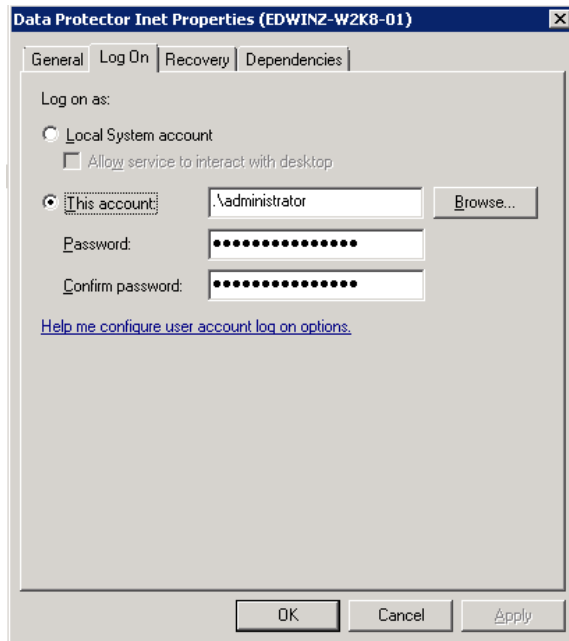 Data Protector Inet Properties (EDWINZ-W2K8-01)
General Log On Recovery Dependencies
Log on as:
Local System account
Allow service to interact with desktop
This account: .\administrator Browse...
Password: ●●●●●●●●●●●●●●●
Confirm password: ●●●●●●●●●●●●●●●
Help me configure user account log on options.
OK Cancel Apply